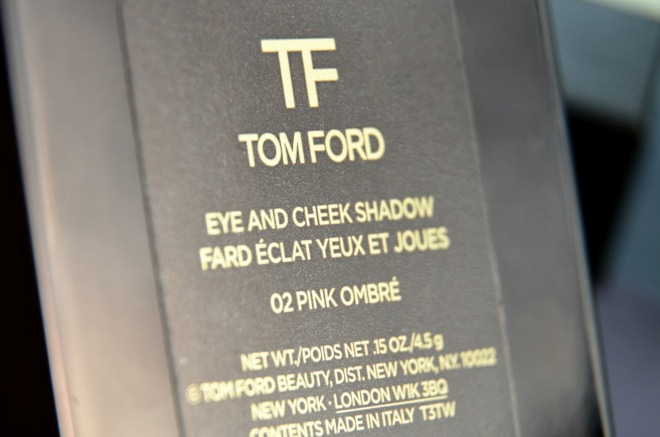 TF
TOM FORD
EYE AND CHEEK SHADOW
FARD ÉCLAT YEUX ET JOUES
02 PINK OMBRÉ
NET WT./POIDS NET .15 OZ./4.5 g
© TOM FORD BEAUTY, DIST. NEW YORK, N.Y. 10022
NEW YORK · LONDON W1K 3BQ
CONTENTS MADE IN ITALY T3TW